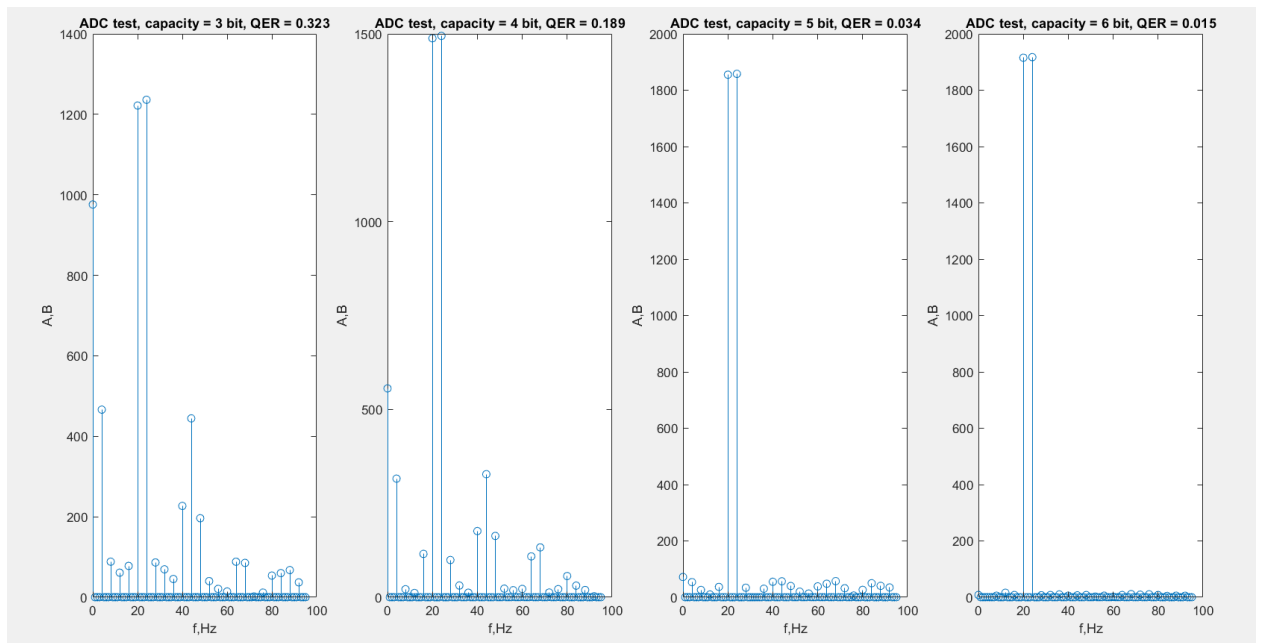 ADC test, capacity = 3 bit, QER = 0.323
1400
1200
1000
800
600
400
200
0
A,B
0 20 40 60 80 100
f,Hz
ADC test, capacity = 4 bit, QER = 0.189
1500
1000
500
0
A,B
0 20 40 60 80 100
f,Hz
ADC test, capacity = 5 bit, QER = 0.034
2000
1800
1600
1400
1200
1000
800
600
400
200
0
A,B
0 20 40 60 80 100
f,Hz
ADC test, capacity = 6 bit, QER = 0.015
2000
1800
1600
1400
1200
1000
800
600
400
200
0
A,B
0 20 40 60 80 100
f,Hz